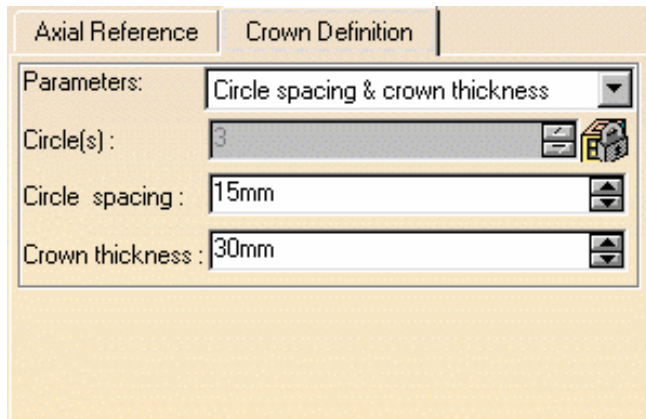 Axial Reference Crown Definition
Parameters: Circle spacing & crown thickness
Circle(s) : 3
Circle spacing : 15mm
Crown thickness : 30mm